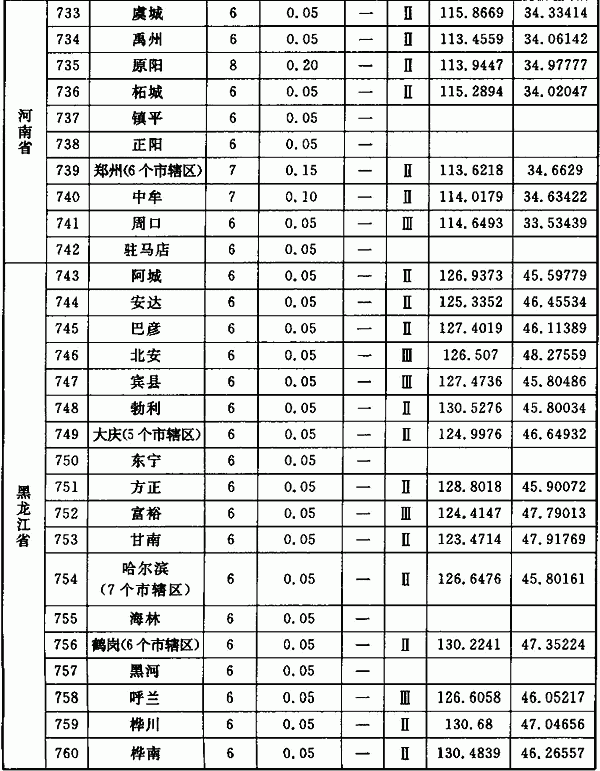 河南省
733 虞城 6 0.05 — Ⅱ 115.8669 34.33414
734 禹州 6 0.05 — Ⅱ 113.4559 34.06142
735 原阳 8 0.20 — Ⅱ 113.9447 34.97777
736 柘城 6 0.05 — Ⅱ 115.2894 34.02047
737 镇平 6 0.05 —
738 正阳 6 0.05 —
739 郑州(6个市辖区) 7 0.15 — Ⅱ 113.6218 34.6629
740 中牟 7 0.10 — Ⅱ 114.0179 34.63422
741 周口 6 0.05 — Ⅲ 114.6493 33.53439
742 驻马店 6 0.05 —
黑龙江省
743 阿城 6 0.05 — Ⅱ 126.9373 45.59779
744 安达 6 0.05 — Ⅱ 125.3352 46.45534
745 巴彦 6 0.05 — Ⅱ 127.4019 46.11389
746 北安 6 0.05 — Ⅲ 126.507 48.27559
747 宾县 6 0.05 — Ⅲ 127.4736 45.80486
748 勃利 6 0.05 — Ⅱ 130.5276 45.80034
749 大庆(5个市辖区) 6 0.05 — Ⅱ 124.9976 46.64932
750 东宁 6 0.05 —
751 方正 6 0.05 — Ⅱ 128.8018 45.90072
752 富裕 6 0.05 — Ⅲ 124.4147 47.79013
753 甘南 6 0.05 — Ⅱ 123.4714 47.91769
754 哈尔滨 6 0.05 — Ⅱ 126.6476 45.80161
(7个市辖区)
755 海林 6 0.05 —
756 鹤岗(6个市辖区) 6 0.05 — Ⅱ 130.2241 47.35224
757 黑河 6 0.05 —
758 呼兰 6 0.05 — Ⅲ 126.6058 46.05217
759 桦川 6 0.05 — Ⅱ 130.68 47.04656
760 桦南 6 0.05 — Ⅱ 130.4839 46.26557